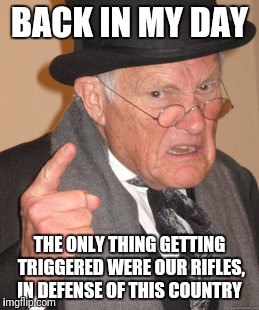 BACK IN MY DAY
THE ONLY THING GETTING
TRIGGERED WERE OUR RIFLES,
IN DEFENSE OF THIS COUNTRY
imgflip.com